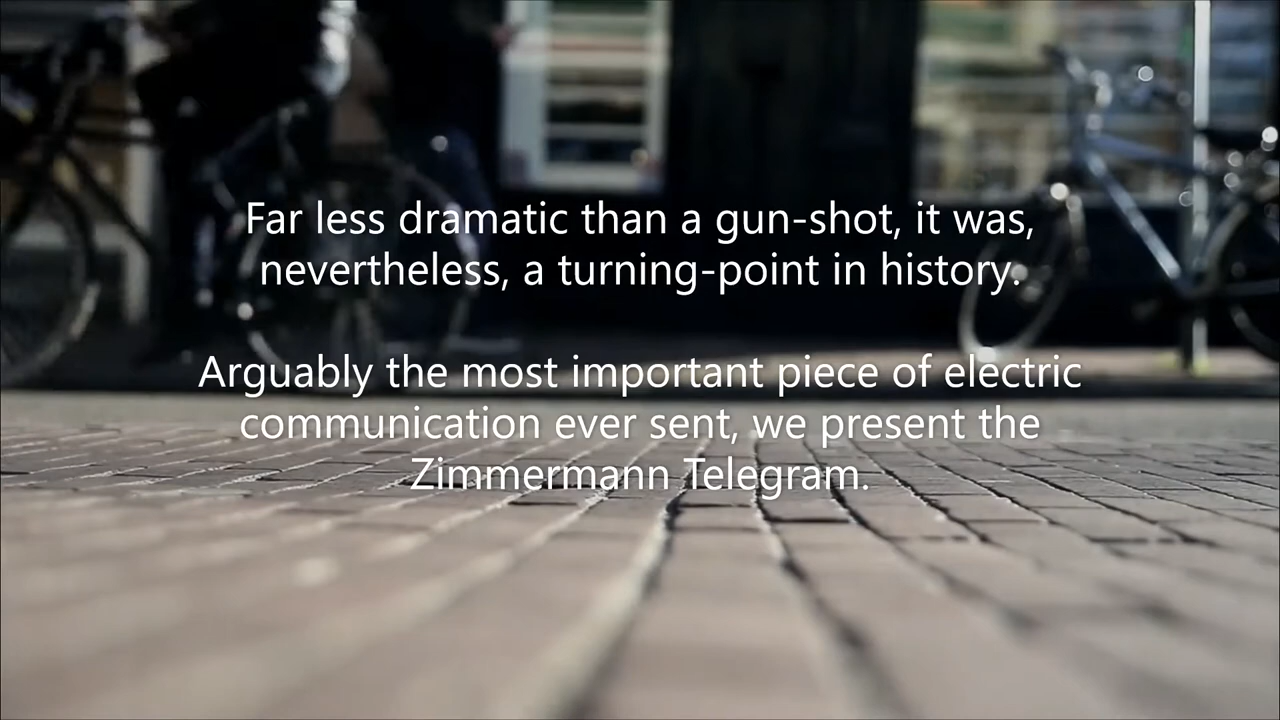 Far less dramatic than a gun-shot, it was,
nevertheless, a turning-point in history.
Arguably the most important piece of electric
communication ever sent, we present the
Zimmermann Telegram.